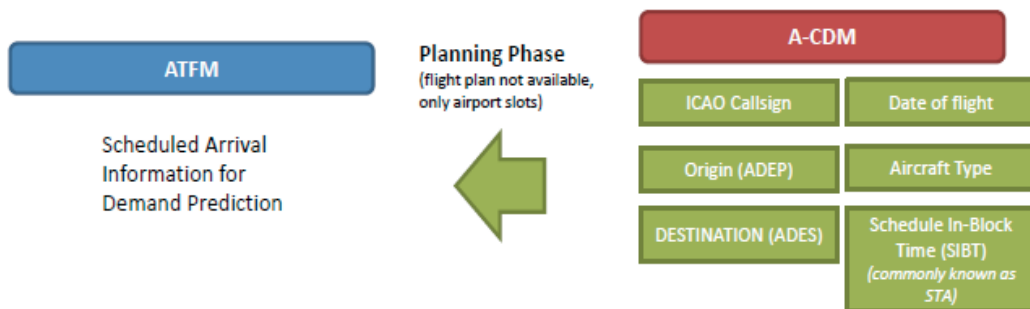 ATFM
Scheduled Arrival
Information for
Demand Prediction
Planning Phase
(flight plan not available,
only airport slots)
A-CDM
ICAO Callsign
Date of flight
Origin (ADEP)
Aircraft Type
DESTINATION (ADES)
Schedule In-Block
Time (SIBT)
(commonly known as
STA)